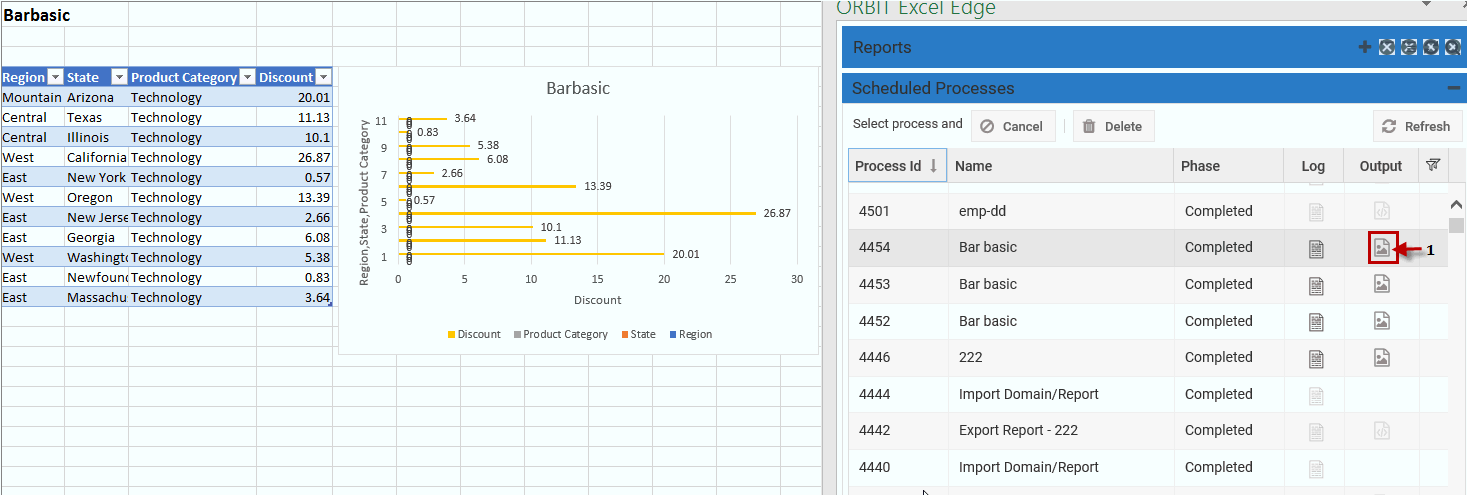 Barbasic
Region State Product Category Discount
Mountain Arizona Technology 20.01
Central Texas Technology 11.13
Central Illinois Technology 10.1
West California Technology 26.87
East New York Technology 0.57
West Oregon Technology 13.39
East New Jerse Technology 2.66
East Georgia Technology 6.08
West Washingt Technology 5.38
East Newfound Technology 0.83
East Massachu Technology 3.64
Barbasic
Region,State,Product Category
11
9
7
5
3
1
3.64
0.83
5.38
6.08
2.66
13.39
0.57
26.87
10.1
11.13
20.01
0 5 10 15 20 25 30
Discount
Discount Product Category State Region
ORBIT Excel Edge
Reports
Scheduled Processes
Select process and Cancel Delete Refresh
Process Id Name Phase Log Output
4501 emp-dd Completed
4454 Bar basic Completed 1
4453 Bar basic Completed
4452 Bar basic Completed
4446 222 Completed
4444 Import Domain/Report Completed
4442 Export Report - 222 Completed
4440 Import Domain/Report Completed